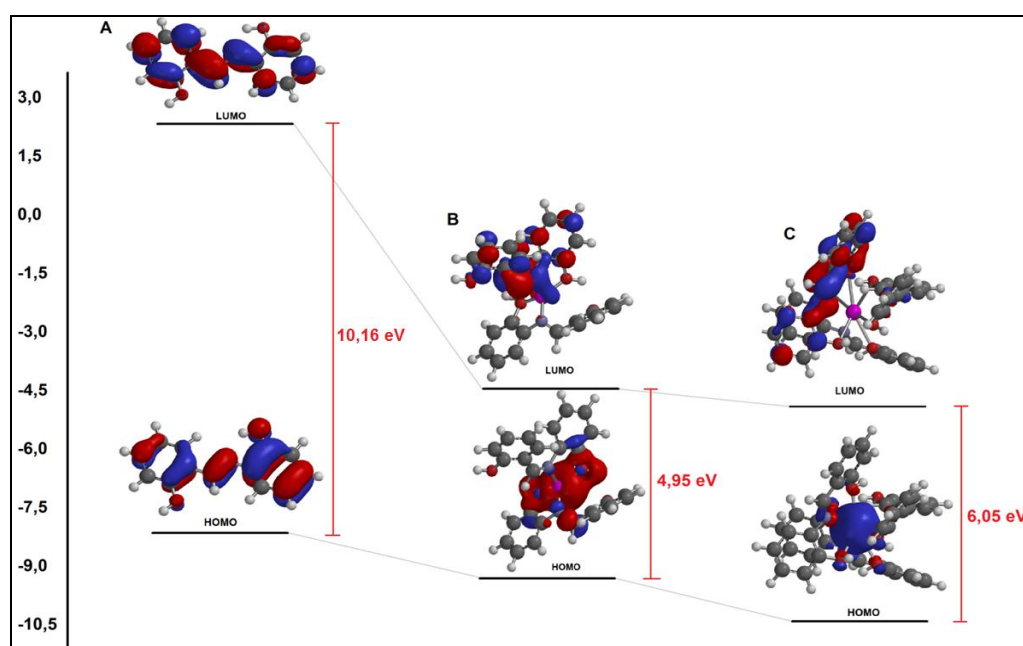 A
3,0
LUMO
1,5
0,0
B
C
-1,5
10,16 eV
-3,0
LUMO
LUMO
-4,5
-6,0
4,95 eV
-7,5
6,05 eV
HOMO
-9,0
HOMO
HOMO
-10,5